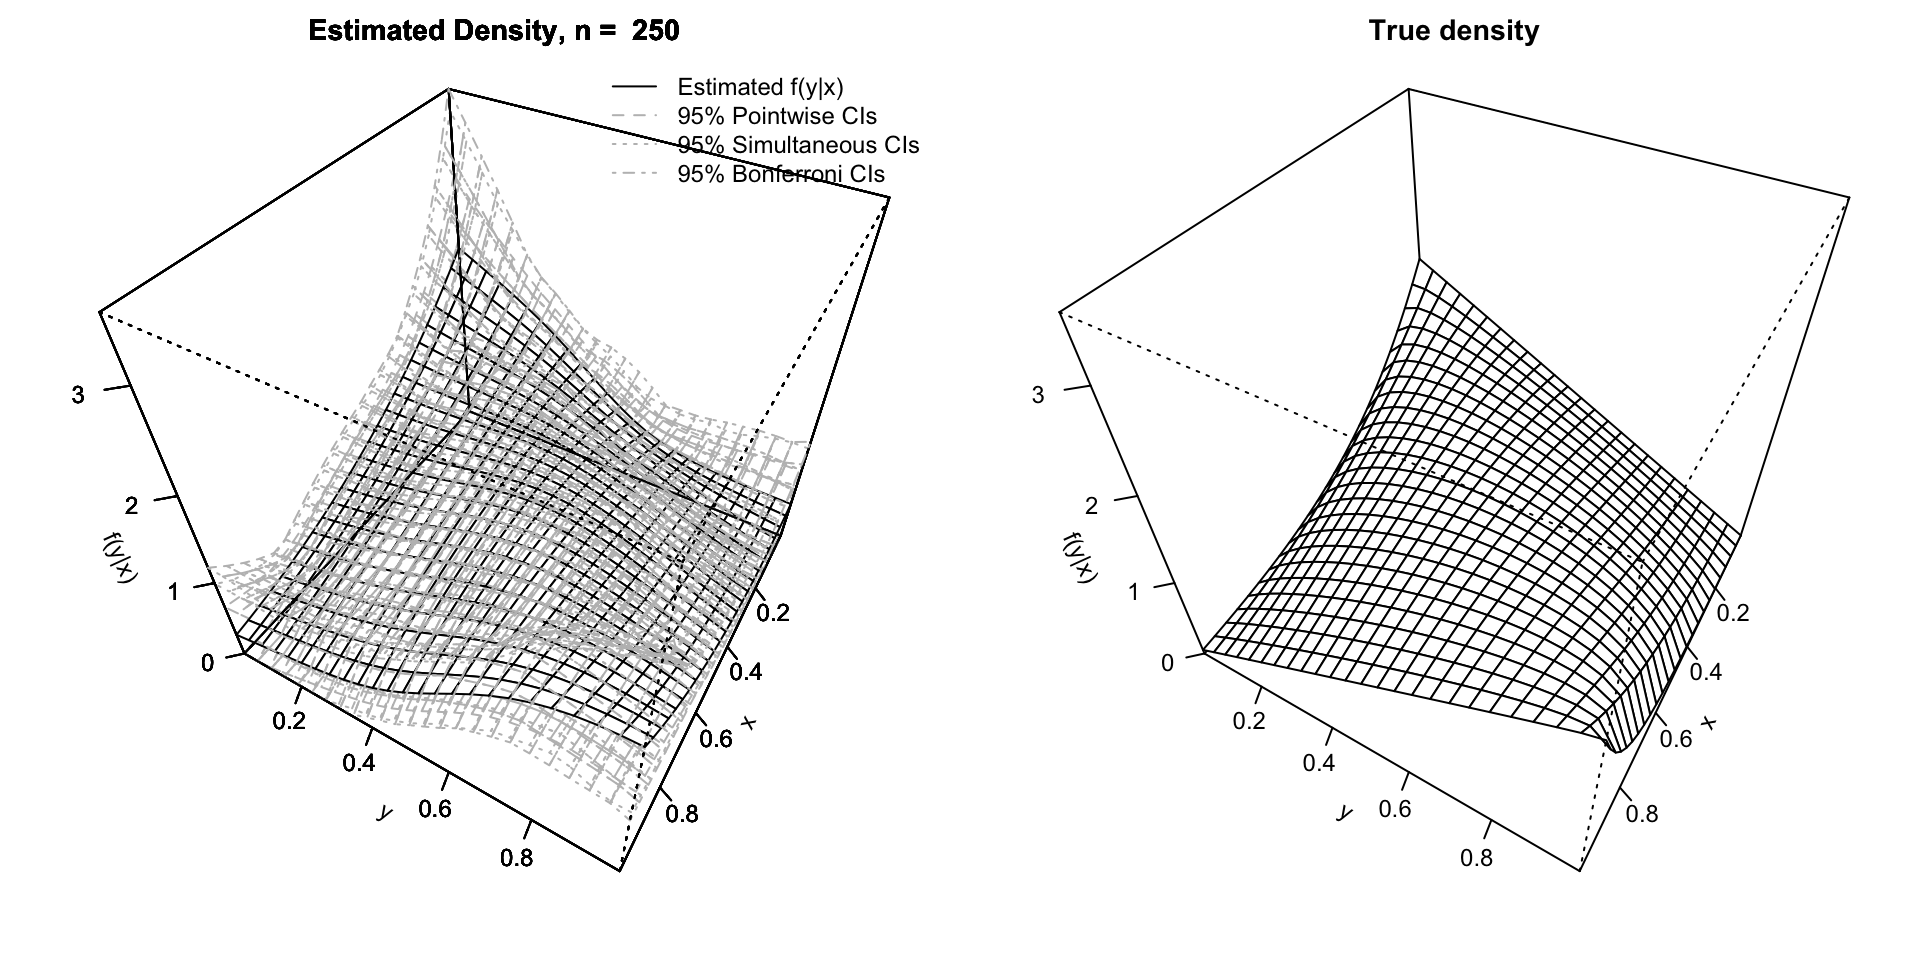 Estimated Density, n =  250
Estimated f(y|x)
95% Pointwise CIs
95% Simultaneous CIs
95% Bonferroni CIs
3
2
1
0
f(y|x)
0.2
0.4
0.6
0.8
y
0.2
0.4
0.6
0.8
x
True density
3
2
1
0
f(y|x)
0.2
0.4
0.6
0.8
y
0.2
0.4
0.6
0.8
x